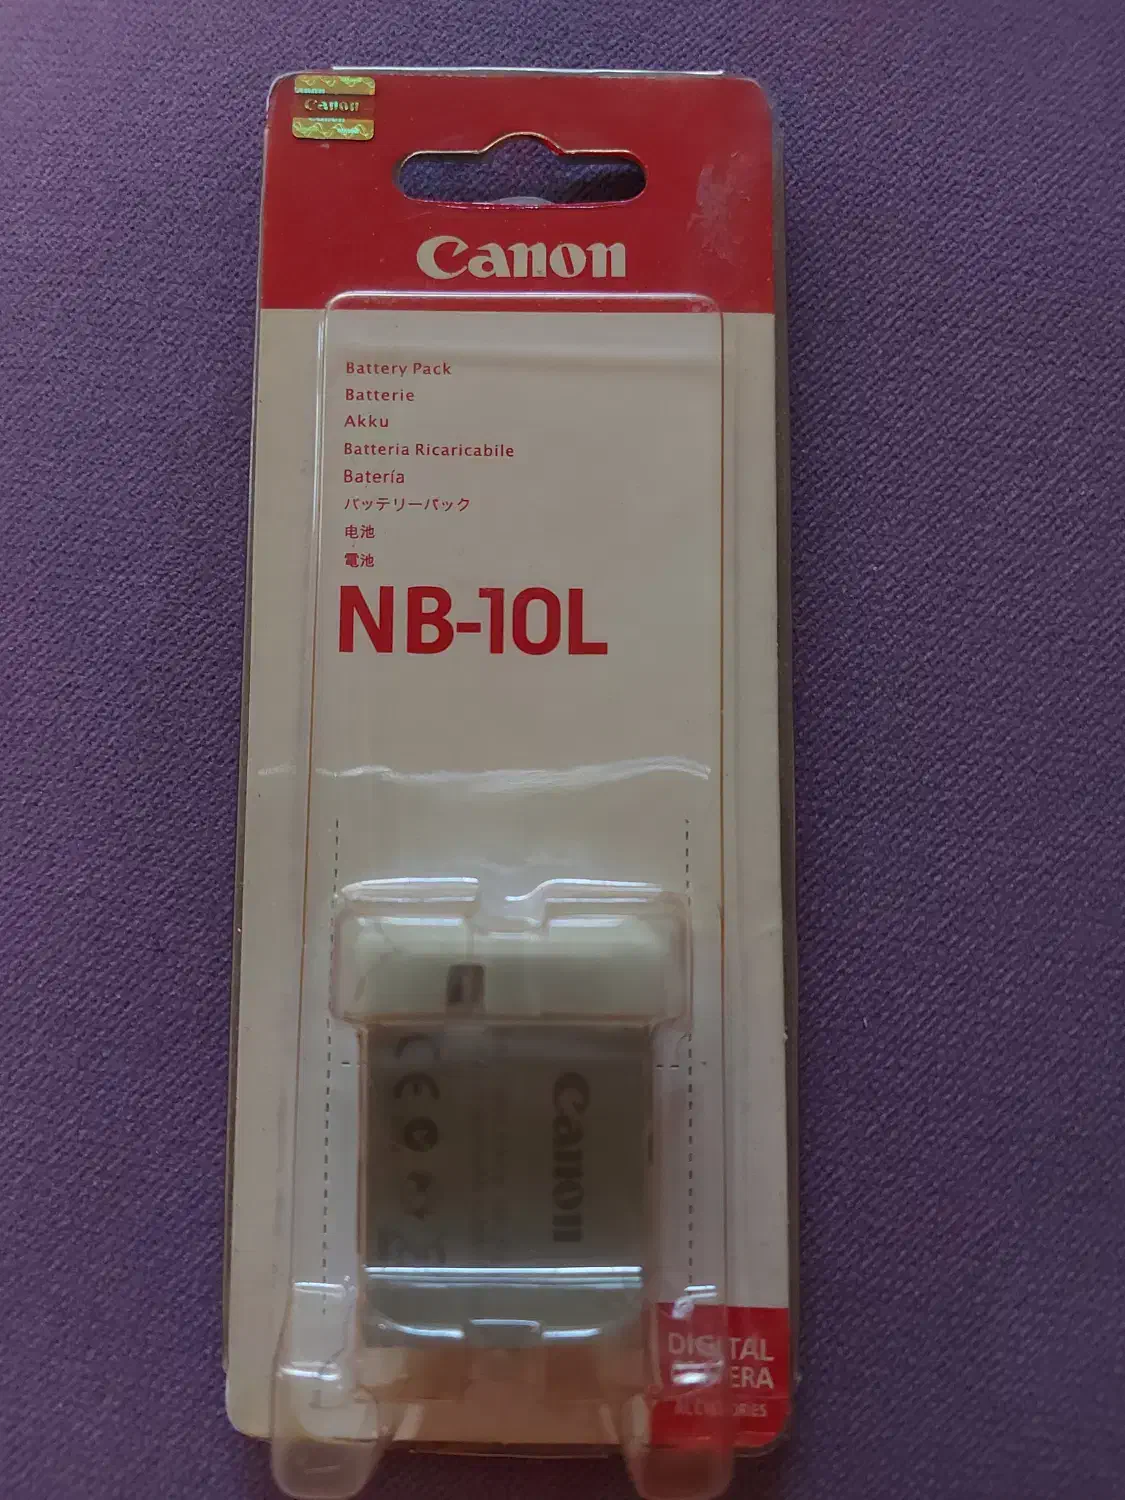 Canon
Canon
Battery Pack
Batterie
Akku
Batteria Ricaricabile
Batería
バッテリーパック
电池
電池
NB-10L
Canon
CE
DIGITAL